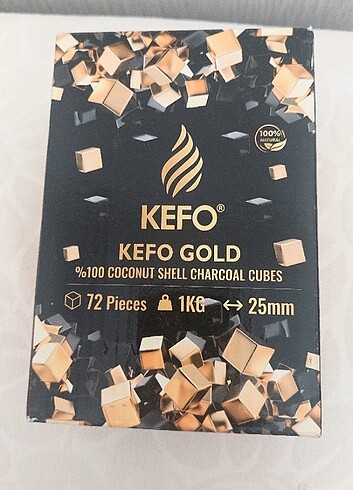 100%
NATURAL
KEFO®
KEFO GOLD
%100 COCONUT SHELL CHARCOAL CUBES
72 Pieces 1KG 25mm